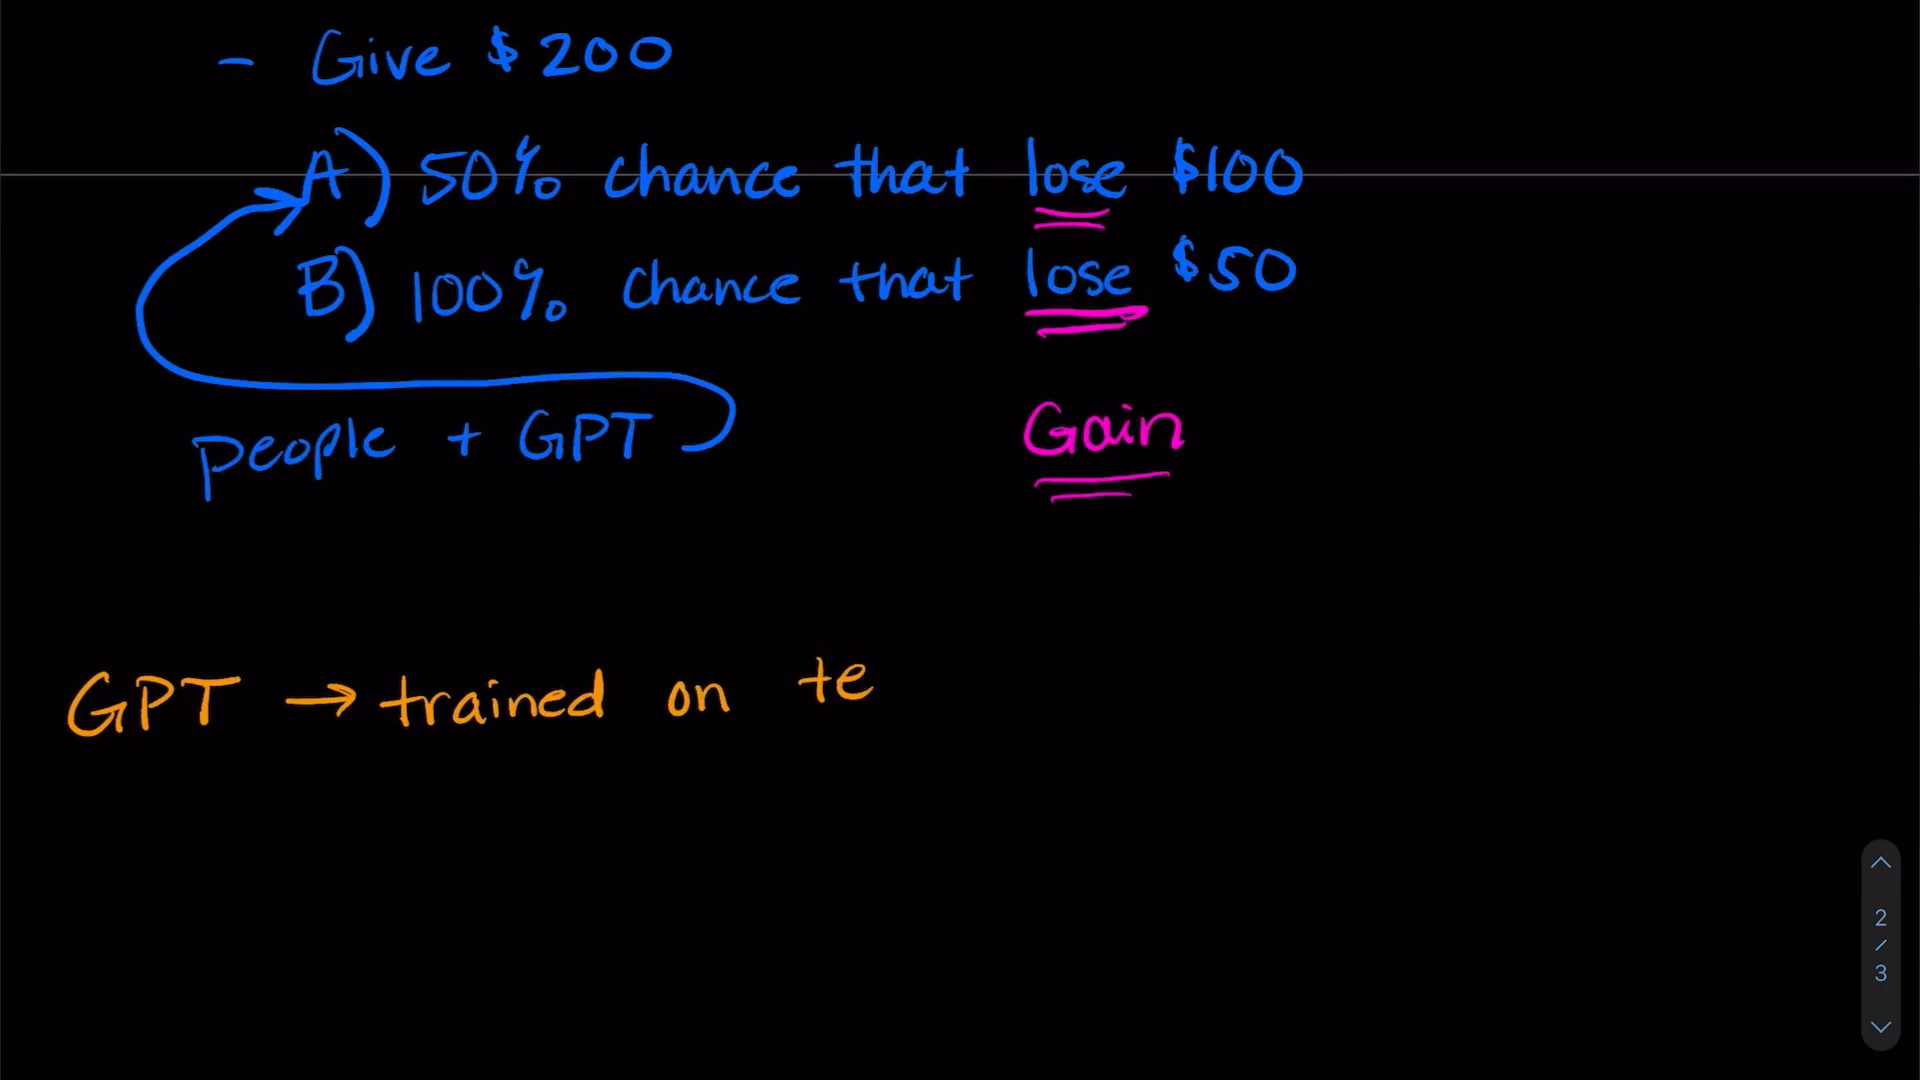 - Give $200
A) 50% chance that lose $100
B) 100% chance that lose $50
people + GPT
Gain
GPT → trained on te
2
/
3